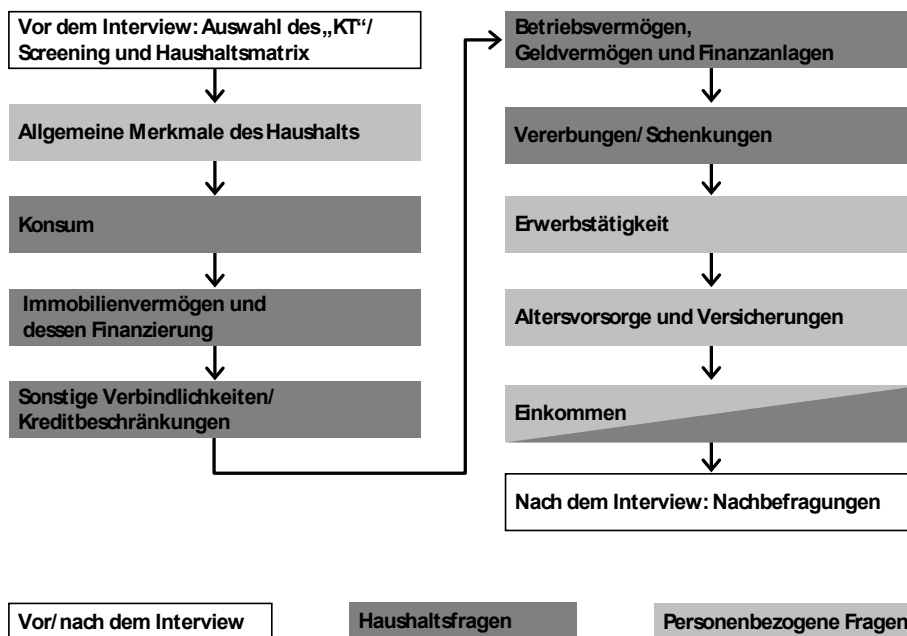 Vor dem Interview: Auswahl des „KT“/
Screening und Haushaltsmatrix
Allgemeine Merkmale des Haushalts
Konsum
Immobilienvermögen und
dessen Finanzierung
Sonstige Verbindlichkeiten/
Kreditbeschränkungen
Betriebsvermögen,
Geldvermögen und Finanzanlagen
Vererbungen/ Schenkungen
Erwerbstätigkeit
Altersvorsorge und Versicherungen
Einkommen
Nach dem Interview: Nachbefragungen
Vor/ nach dem Interview
Haushaltsfragen
Personenbezogene Fragen